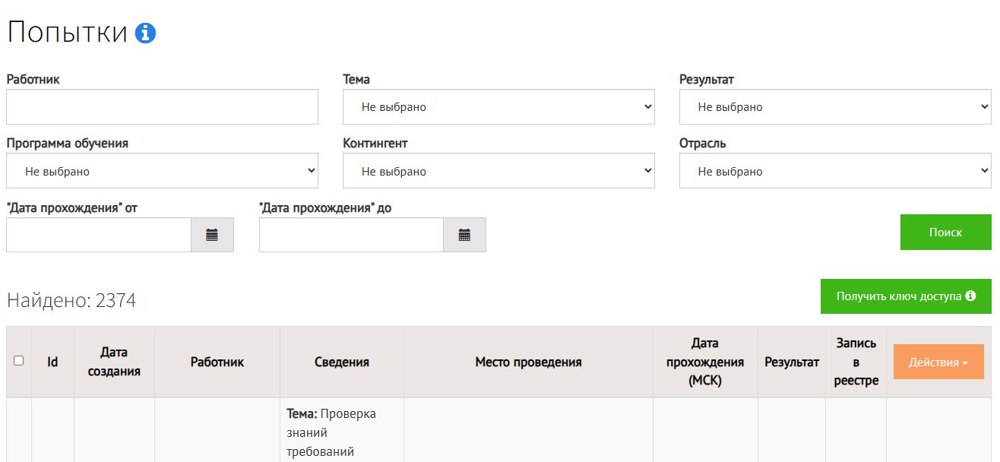 Попытки
Работник
Тема
Результат
Не выбрано
Не выбрано
Программа обучения
Контингент
Отрасль
Не выбрано
Не выбрано
Не выбрано
"Дата прохождения" от
"Дата прохождения" до
Поиск
Найдено: 2374
Получить ключ доступа
Id
Дата
создания
Работник
Сведения
Место проведения
Дата
прохождения
(МСК)
Результат
Запись
в
реестре
Действия
Тема: Проверка
знаний
требований